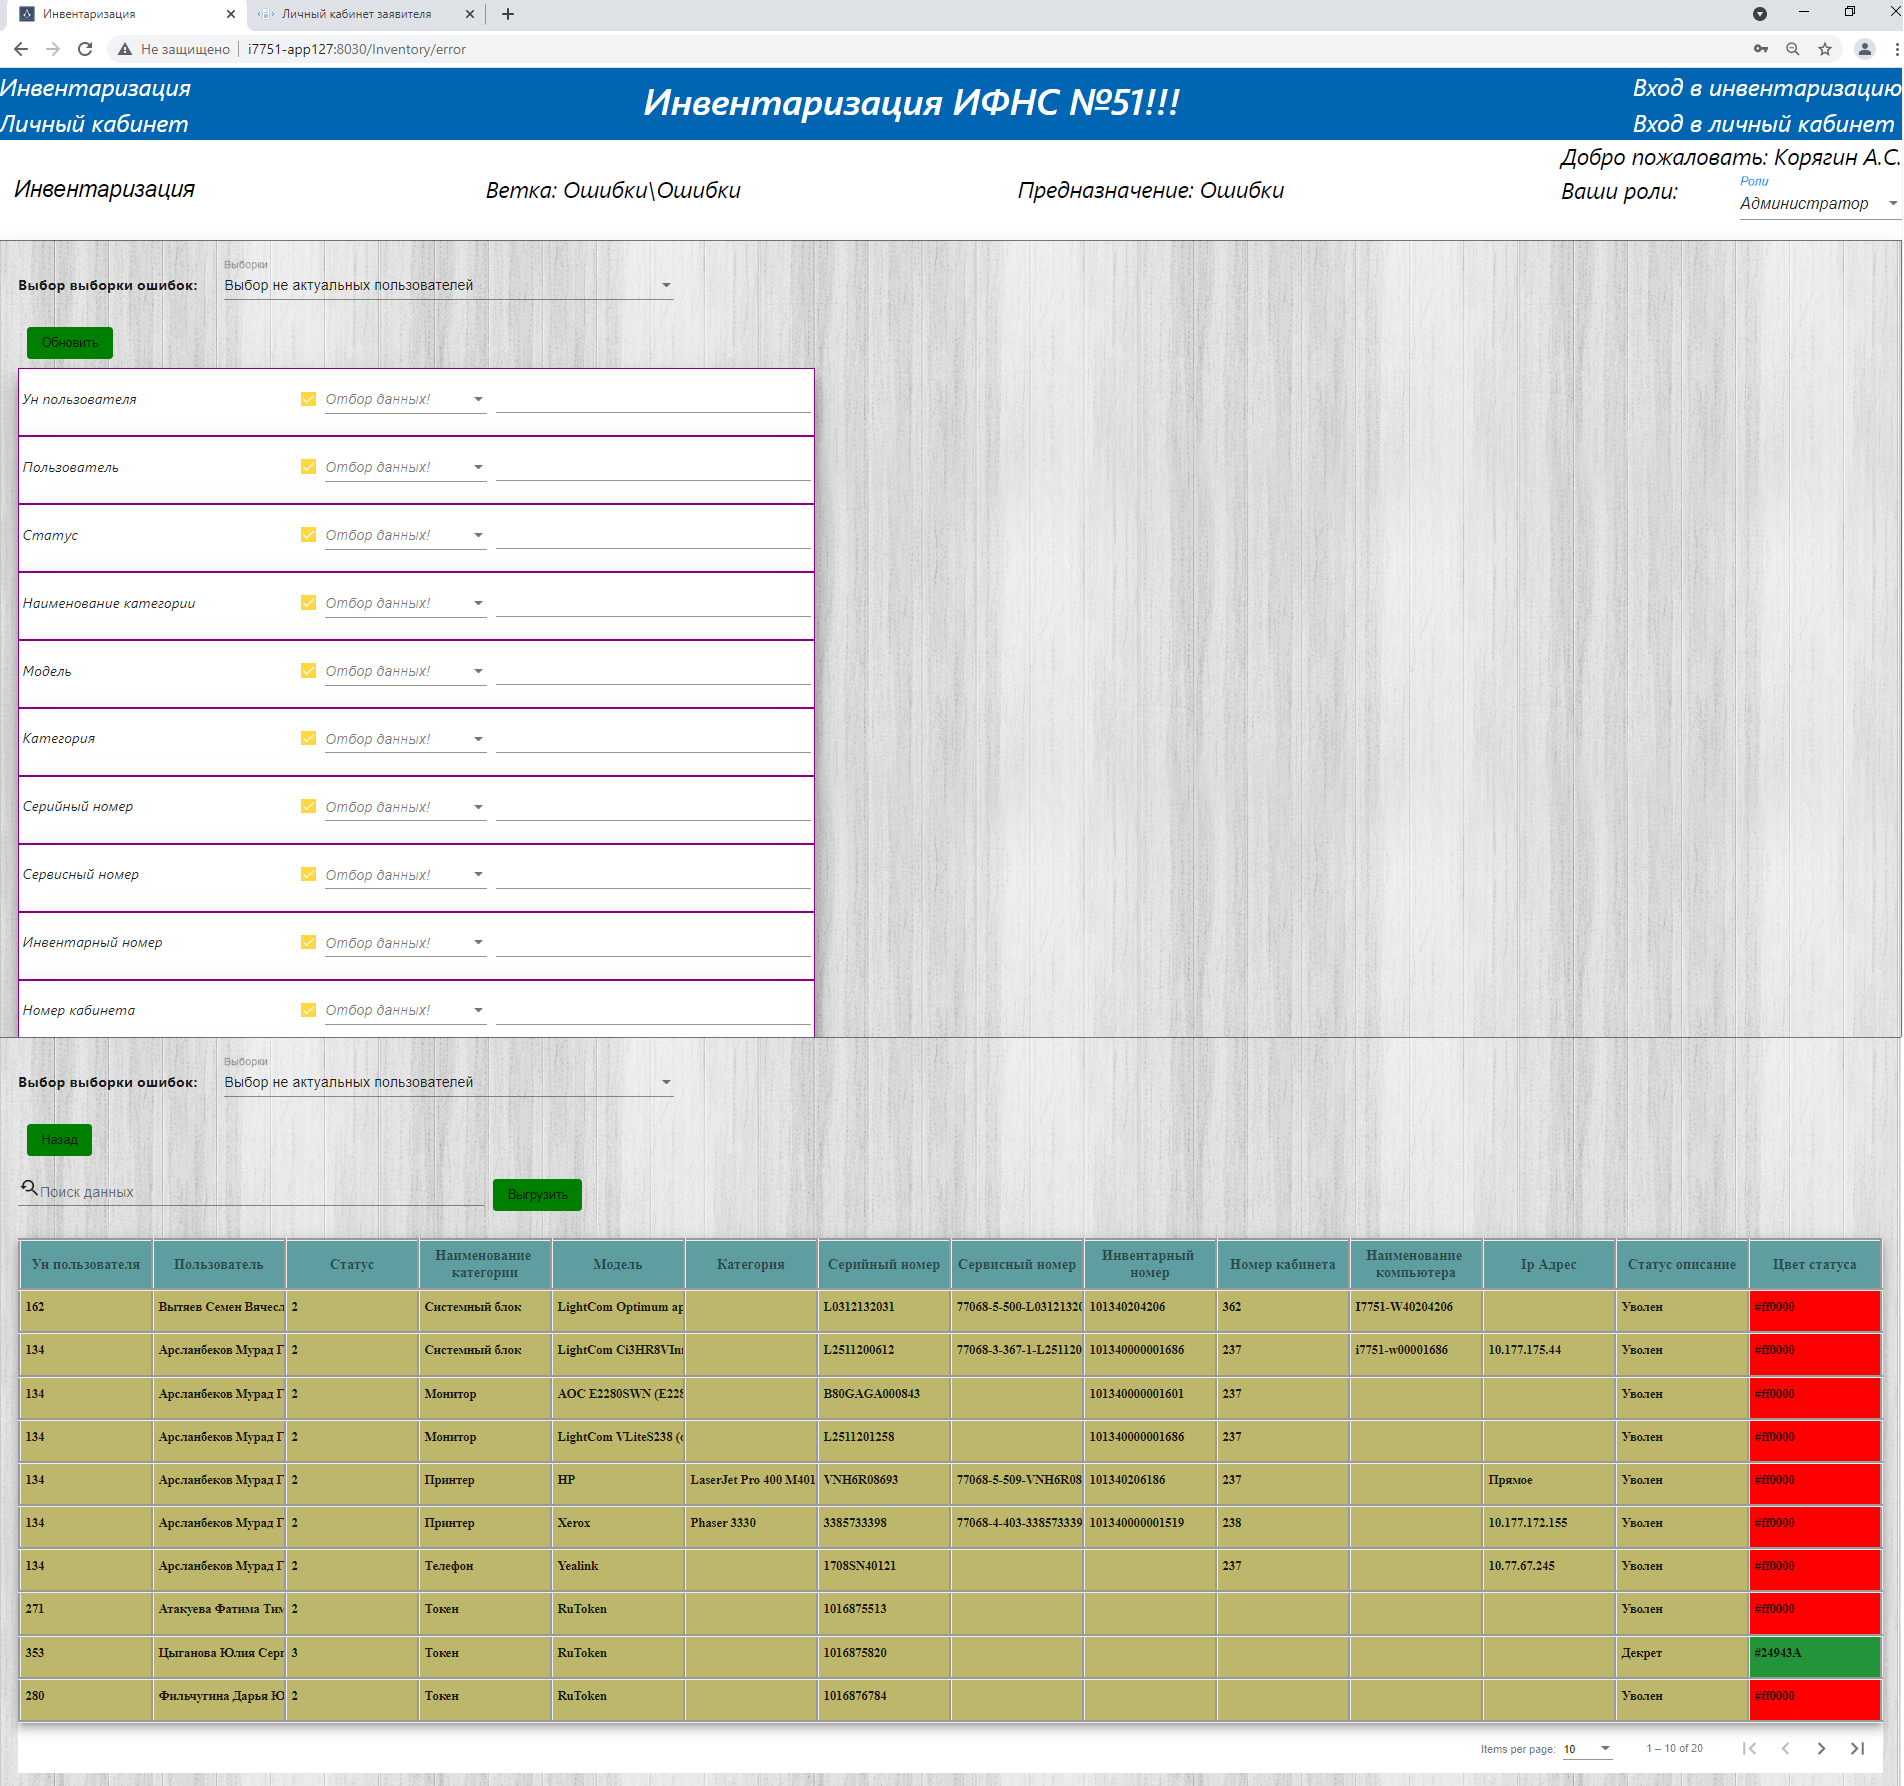 Инвентаризация
Личный кабинет заявителя
Не защищено
i7751-app127:8030/Inventory/error
Инвентаризация
Личный кабинет
Инвентаризация ИФНС №51!!!
Вход в инвентаризацию
Вход в личный кабинет
Добро пожаловать: Корягин А.С.
Инвентаризация
Ветка: Ошибки\Ошибки
Предназначение: Ошибки
Ваши роли:
Роли
Администратор
Выборки
Выбор выборки ошибок: Выбор не актуальных пользователей
Обновить
Ун пользователя Отбор данных!
Пользователь Отбор данных!
Статус Отбор данных!
Наименование категории Отбор данных!
Модель Отбор данных!
Категория Отбор данных!
Серийный номер Отбор данных!
Сервисный номер Отбор данных!
Инвентарный номер Отбор данных!
Номер кабинета Отбор данных!
Выборки
Выбор выборки ошибок: Выбор не актуальных пользователей
Назад
Поиск данных
Выгрузить
Ун пользователя Пользователь Статус Наименование категории Модель Категория Серийный номер Сервисный номер Инвентарный номер Номер кабинета Наименование компьютера Ip Адрес Статус описание Цвет статуса
162 Вытяев Семен Вячесл 2 Системный блок LightCom Optimum ар L0312132031 77068-5-500-L0312132 101340204206 362 I7751-W40204206 Уволен #ff0000
134 Арсланбеков Мурад Г 2 Системный блок LightCom Ci3HR8VIn L2511200612 77068-3-367-1-L251120 101340000001686 237 i7751-w00001686 10.177.175.44 Уволен #ff0000
134 Арсланбеков Мурад Г 2 Монитор AOC E2280SWN (E228 B80GAGA000843 101340000001601 237 Уволен #ff0000
134 Арсланбеков Мурад Г 2 Монитор LightCom VLiteS238 ( L2511201258 101340000001686 237 Уволен #ff0000
134 Арсланбеков Мурад Г 2 Принтер HP LaserJet Pro 400 M401 VNH6R08693 77068-5-509-VNH6R08 101340206186 237 Прямое Уволен #ff0000
134 Арсланбеков Мурад Г 2 Принтер Xerox Phaser 3330 3385733398 77068-4-403-338573339 101340000001519 238 10.177.172.155 Уволен #ff0000
134 Арсланбеков Мурад Г 2 Телефон Yealink 1708SN40121 237 10.77.67.245 Уволен #ff0000
271 Атакуева Фатима Тим 2 Токен RuToken 1016875513 Уволен #ff0000
353 Цыганова Юлия Серг 3 Токен RuToken 1016875820 Декрет #24943A
280 Фильчугина Дарья Ю 2 Токен RuToken 1016876784 Уволен #ff0000
Items per page: 10 1 – 10 of 20